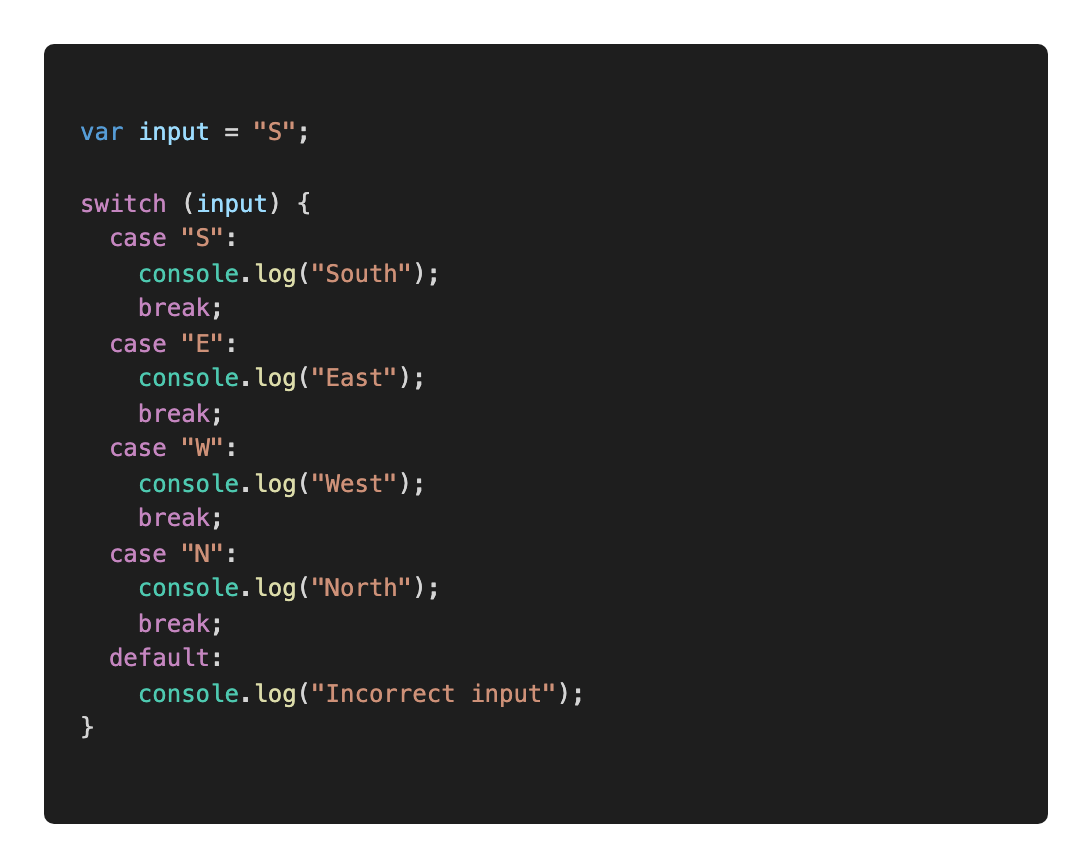 var input = "S";

switch (input) {
  case "S":
    console.log("South");
    break;
  case "E":
    console.log("East");
    break;
  case "W":
    console.log("West");
    break;
  case "N":
    console.log("North");
    break;
  default:
    console.log("Incorrect input");
}